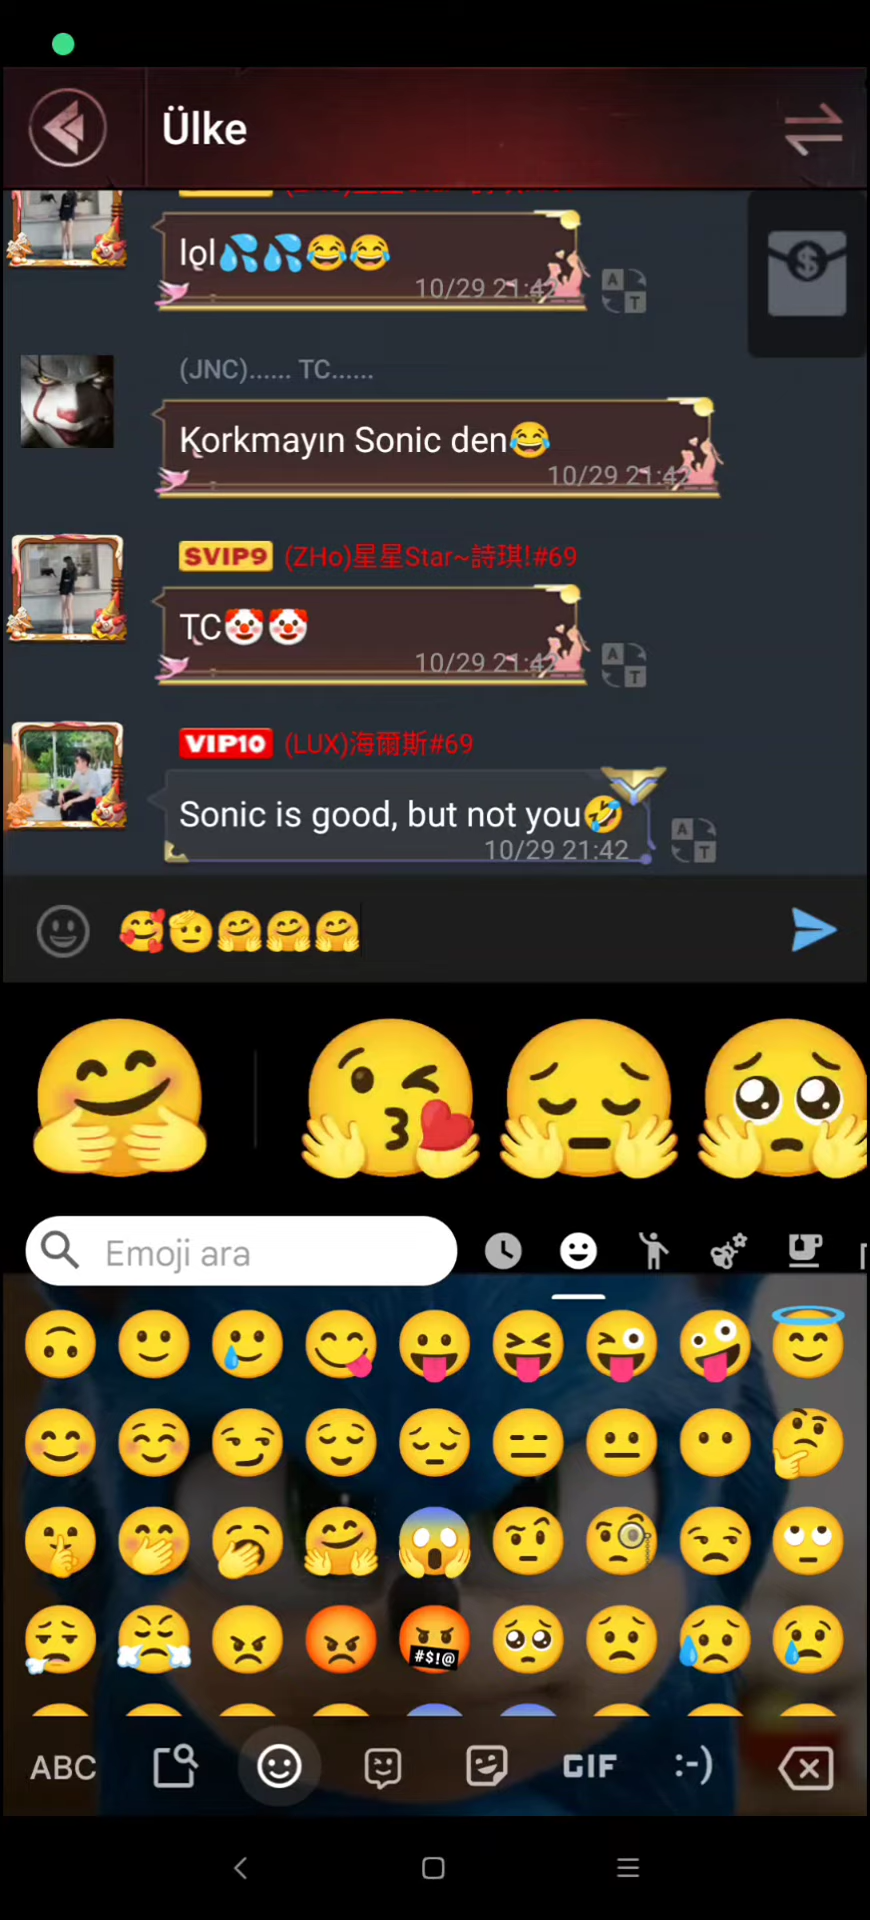 Ülke
lol💦💦😂😂
10/29 21:42
(JNC)...... TC......
Korkmayın Sonic den😂
10/29 21:42
SVIP9 (ZHo)星星Star~詩琪!#69
TC🤡🤡
10/29 21:42
VIP10 (LUX)海爾斯#69
Sonic is good, but not you🤣
10/29 21:42
🥰🫡🤗🤗🤗
Emoji ara
ABC GIF :-)